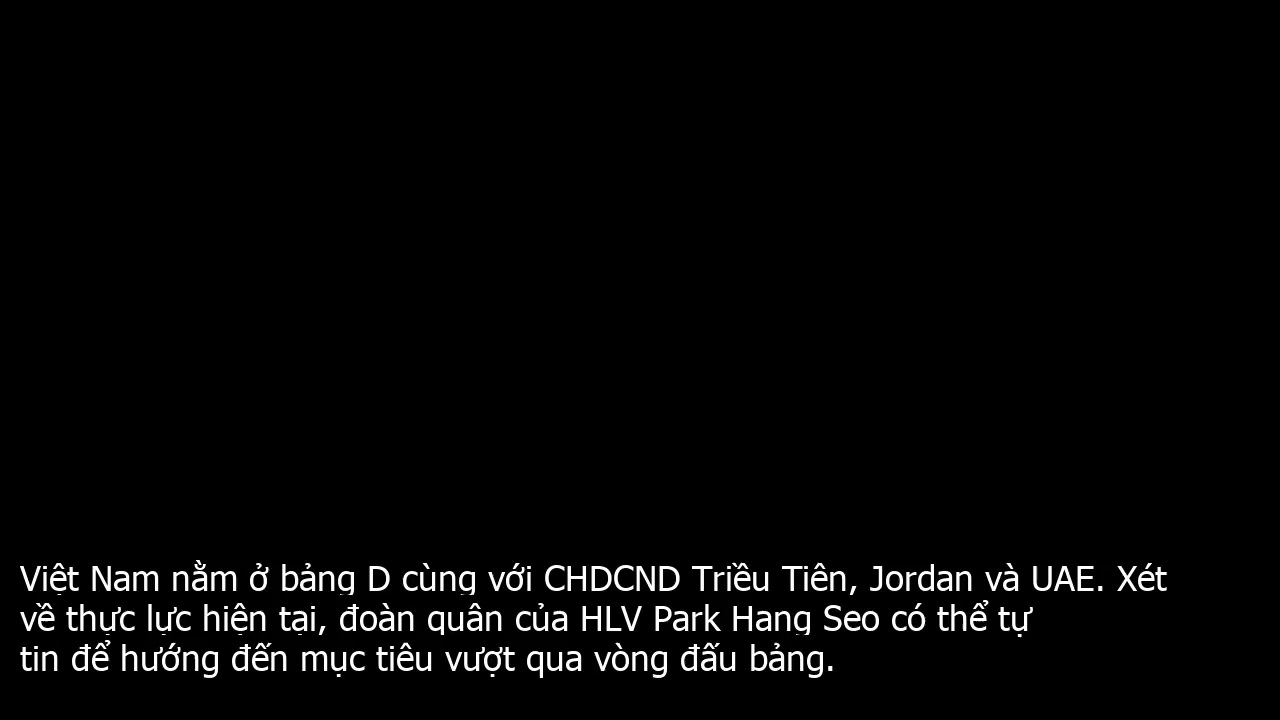 Việt Nam nằm ở bảng D cùng với CHDCND Triều Tiên, Jordan và UAE. Xét
về thực lực hiện tại, đoàn quân của HLV Park Hang Seo có thể tự
tin để hướng đến mục tiêu vượt qua vòng đấu bảng.